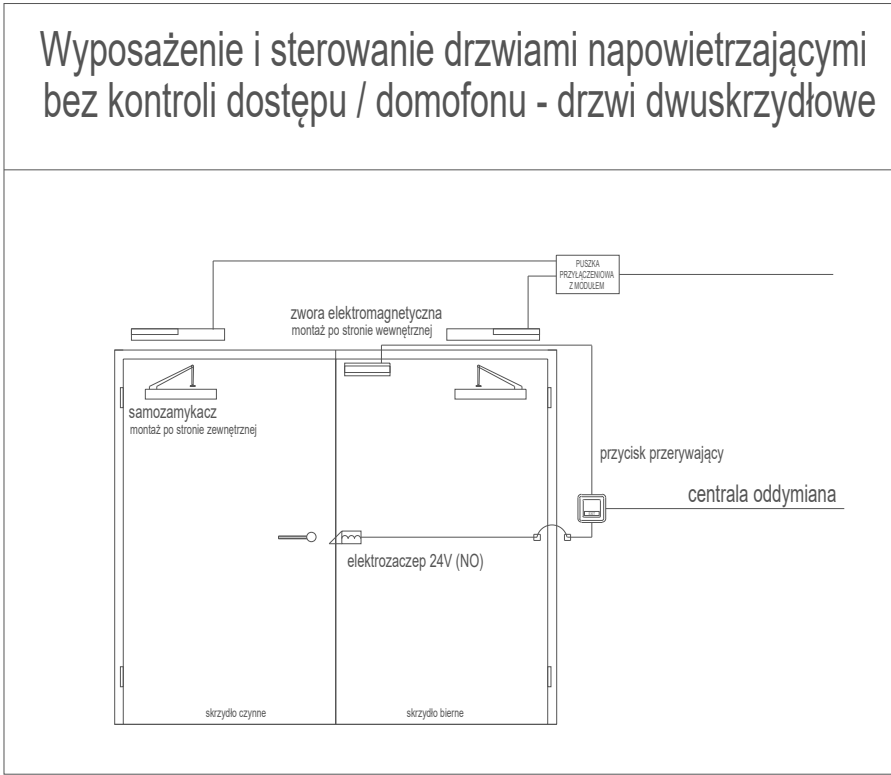 Wyposażenie i sterowanie drzwiami napowietrzającymi
bez kontroli dostępu / domofonu - drzwi dwuskrzydłowe
PUSZKA
PRZYŁĄCZENIOWA
Z MODUŁEM
zwora elektromagnetyczna
montaż po stronie wewnętrznej
samozamykacz
montaż po stronie zewnętrznej
przycisk przerywający
centrala oddymiana
elektrozaczep 24V (NO)
skrzydło czynne
skrzydło bierne